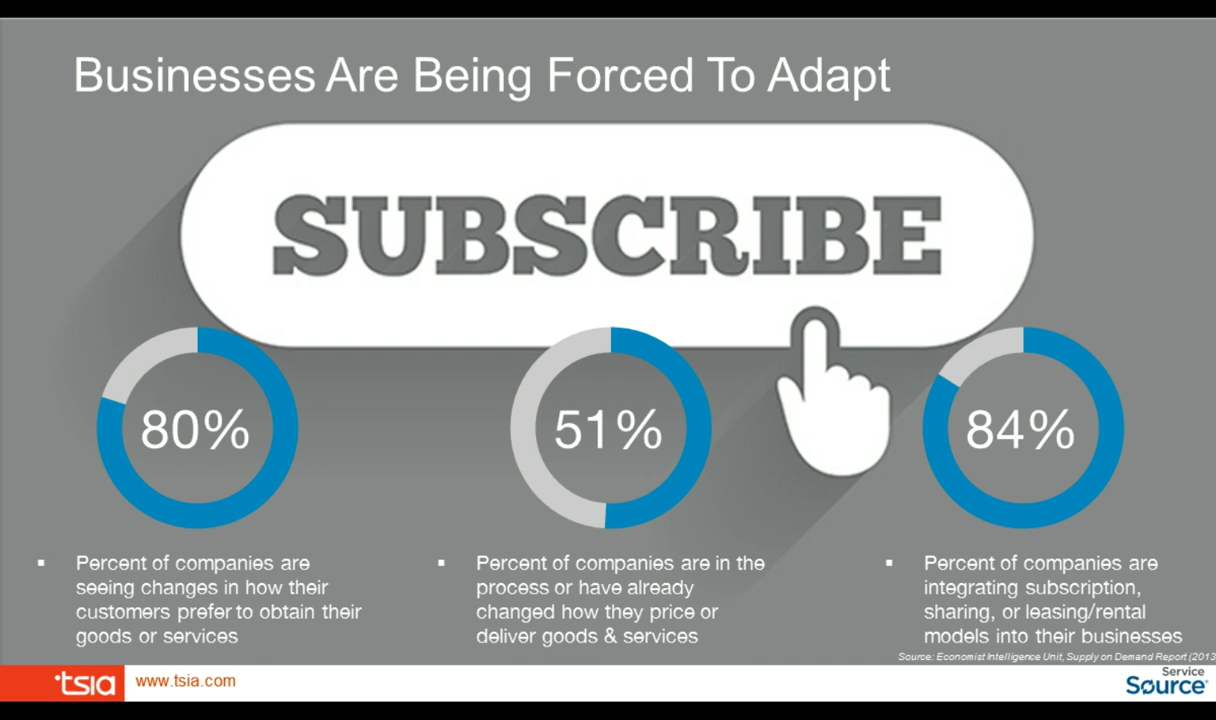 Businesses Are Being Forced To Adapt
SUBSCRIBE
80%
51%
84%
▪ Percent of companies are
seeing changes in how their
customers prefer to obtain their
goods or services
▪ Percent of companies are in the
process or have already
changed how they price or
deliver goods & services
▪ Percent of companies are
integrating subscription,
sharing, or leasing/rental
models into their businesses
Source: Economist Intelligence Unit, Supply on Demand Report (2013
tsia
www.tsia.com
Service
Source